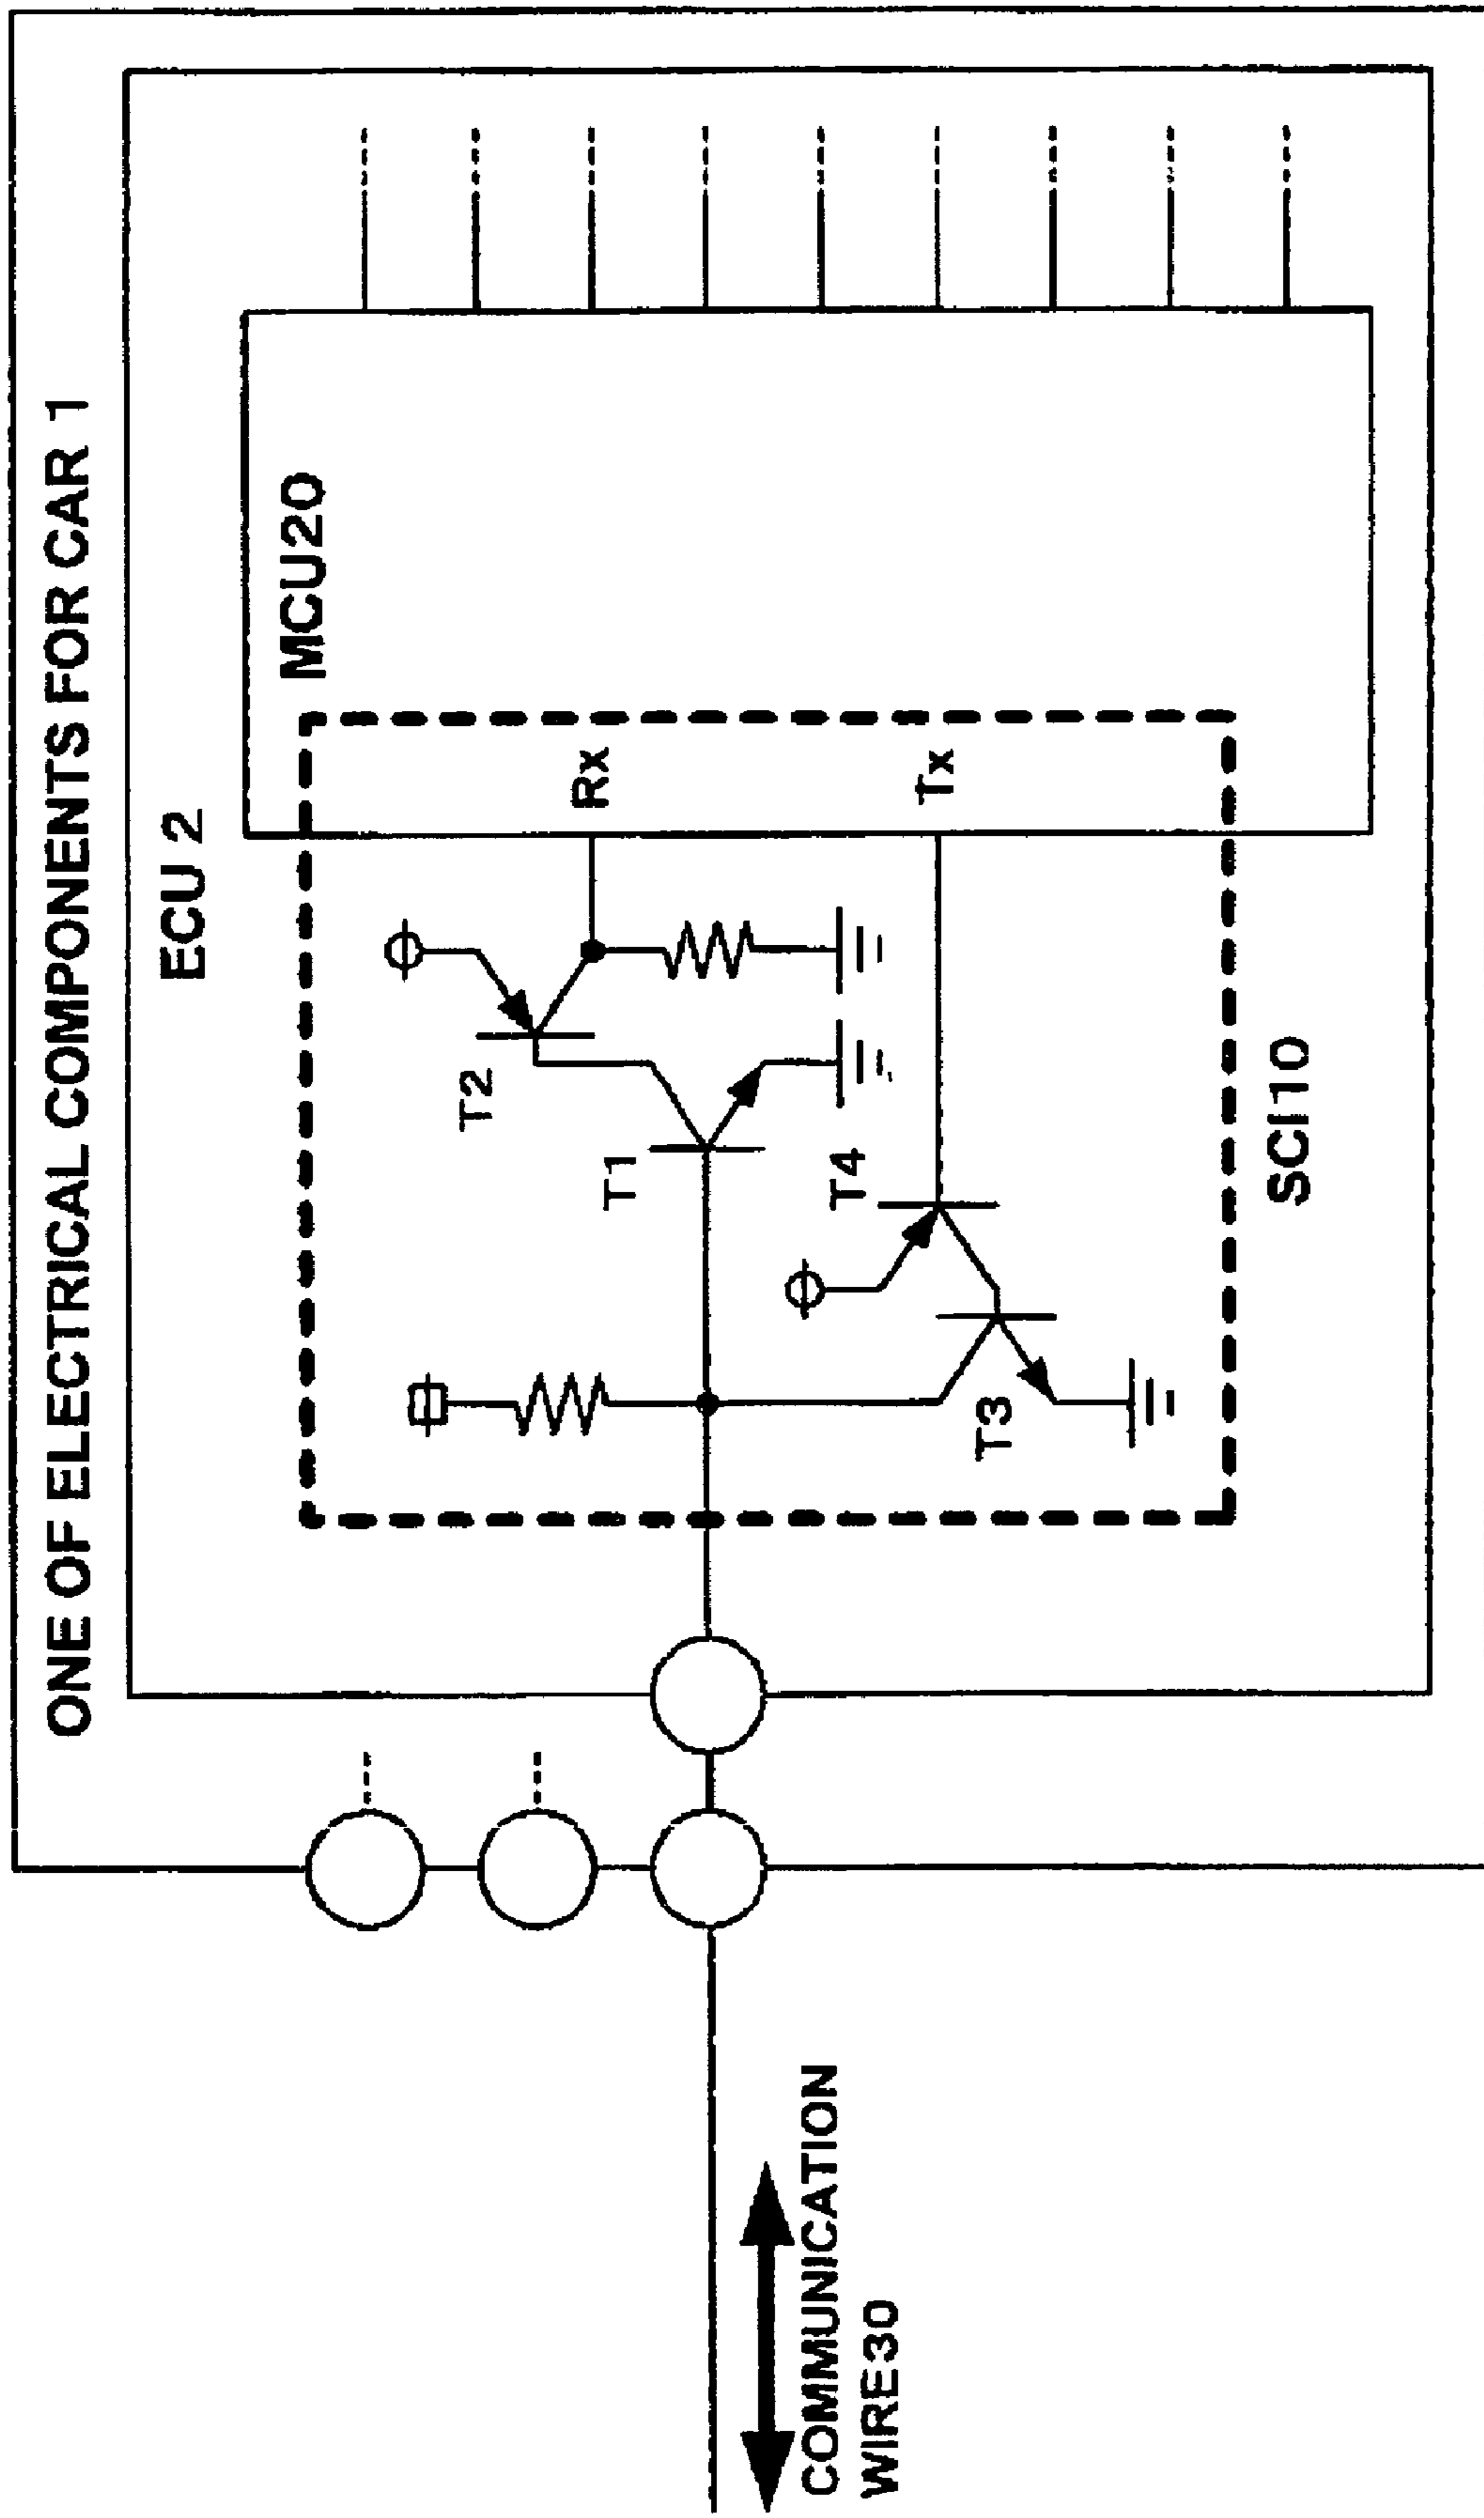 ONE OF ELECTRICAL COMPONENTS FOR CAR 1
ECU 2
MCU20
T2
Rx
T1
T4
Tx
T3
SCI10
COMMUNICATION
WIRE30